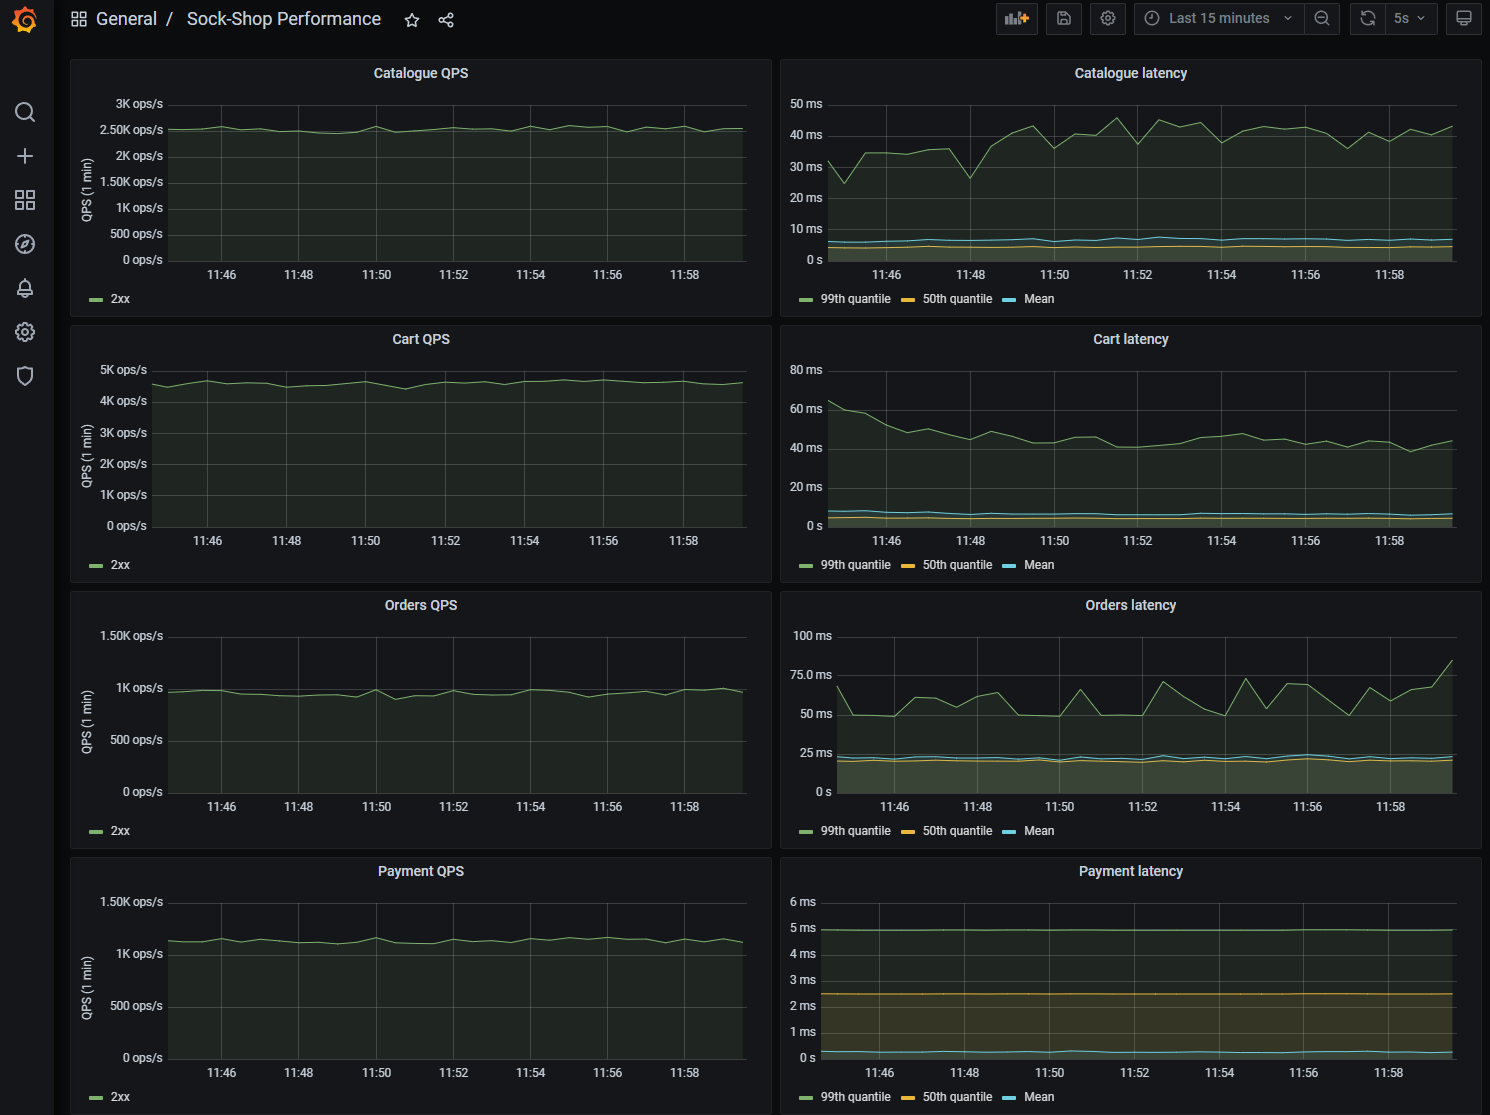 General / Sock-Shop Performance
Last 15 minutes
5s
Catalogue QPS
QPS (1 min)
3K ops/s
2.50K ops/s
2K ops/s
1.50K ops/s
1K ops/s
500 ops/s
0 ops/s
11:46 11:48 11:50 11:52 11:54 11:56 11:58
2xx
Catalogue latency
50 ms
40 ms
30 ms
20 ms
10 ms
0 s
11:46 11:48 11:50 11:52 11:54 11:56 11:58
99th quantile 50th quantile Mean
Cart QPS
QPS (1 min)
5K ops/s
4K ops/s
3K ops/s
2K ops/s
1K ops/s
0 ops/s
11:46 11:48 11:50 11:52 11:54 11:56 11:58
2xx
Cart latency
80 ms
60 ms
40 ms
20 ms
0 s
11:46 11:48 11:50 11:52 11:54 11:56 11:58
99th quantile 50th quantile Mean
Orders QPS
QPS (1 min)
1.50K ops/s
1K ops/s
500 ops/s
0 ops/s
11:46 11:48 11:50 11:52 11:54 11:56 11:58
2xx
Orders latency
100 ms
75.0 ms
50 ms
25 ms
0 s
11:46 11:48 11:50 11:52 11:54 11:56 11:58
99th quantile 50th quantile Mean
Payment QPS
QPS (1 min)
1.50K ops/s
1K ops/s
500 ops/s
0 ops/s
11:46 11:48 11:50 11:52 11:54 11:56 11:58
2xx
Payment latency
6 ms
5 ms
4 ms
3 ms
2 ms
1 ms
0 s
11:46 11:48 11:50 11:52 11:54 11:56 11:58
99th quantile 50th quantile Mean